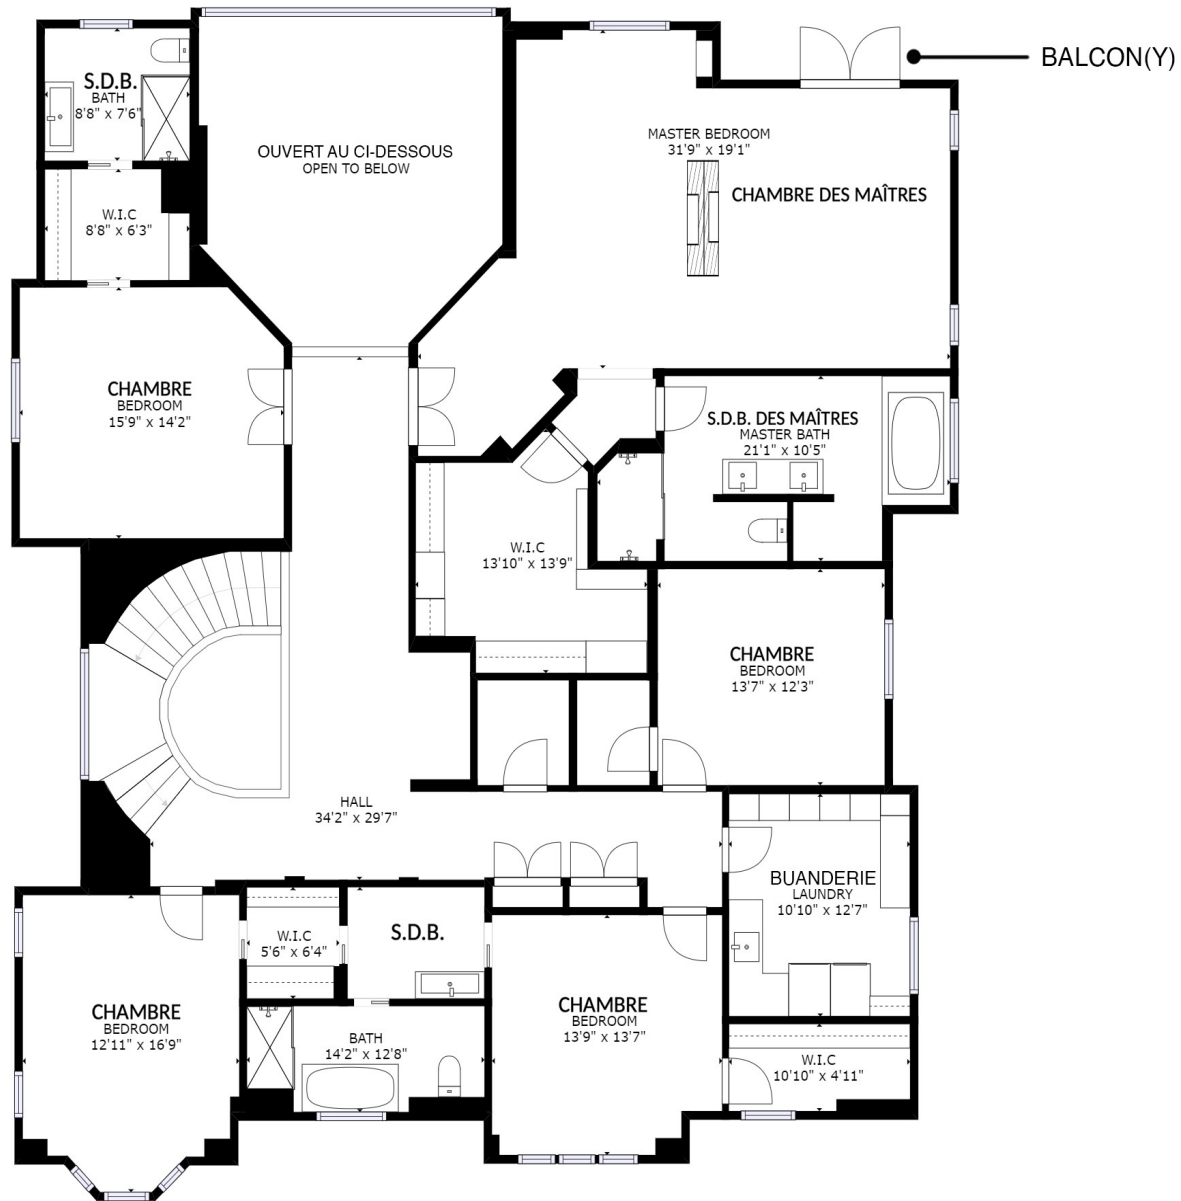 BALCON(Y)
S.D.B.
BATH
8'8" x 7'6"
OUVERT AU CI-DESSOUS
OPEN TO BELOW
MASTER BEDROOM
31'9" x 19'1"
CHAMBRE DES MAÎTRES
W.I.C
8'8" x 6'3"
CHAMBRE
BEDROOM
15'9" x 14'2"
S.D.B. DES MAÎTRES
MASTER BATH
21'1" x 10'5"
W.I.C
13'10" x 13'9"
CHAMBRE
BEDROOM
13'7" x 12'3"
HALL
34'2" x 29'7"
BUANDERIE
LAUNDRY
10'10" x 12'7"
W.I.C
5'6" x 6'4"
S.D.B.
CHAMBRE
BEDROOM
12'11" x 16'9"
BATH
14'2" x 12'8"
CHAMBRE
BEDROOM
13'9" x 13'7"
W.I.C
10'10" x 4'11"